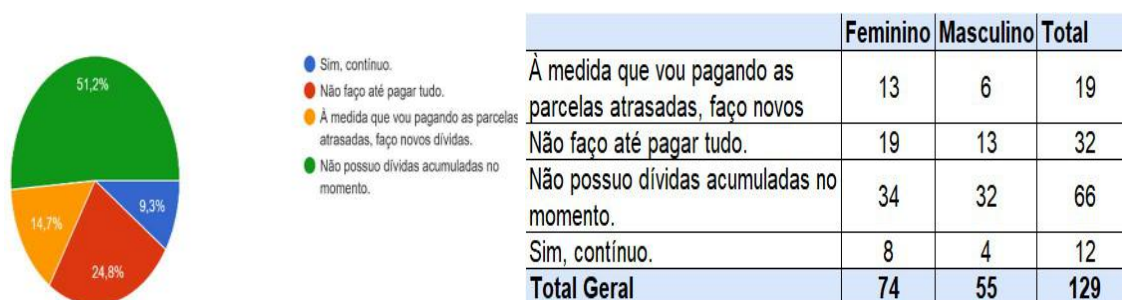 51,2%
9,3%
14,7%
24,8%
Sim, contínuo.
Não faço até pagar tudo.
À medida que vou pagando as parcelas
atrasadas, faço novos dívidas.
Não possuo dívidas acumuladas no
momento.
Feminino Masculino Total
À medida que vou pagando as
parcelas atrasadas, faço novos 13 6 19
Não faço até pagar tudo. 19 13 32
Não possuo dívidas acumuladas no
momento. 34 32 66
Sim, contínuo. 8 4 12
Total Geral 74 55 129